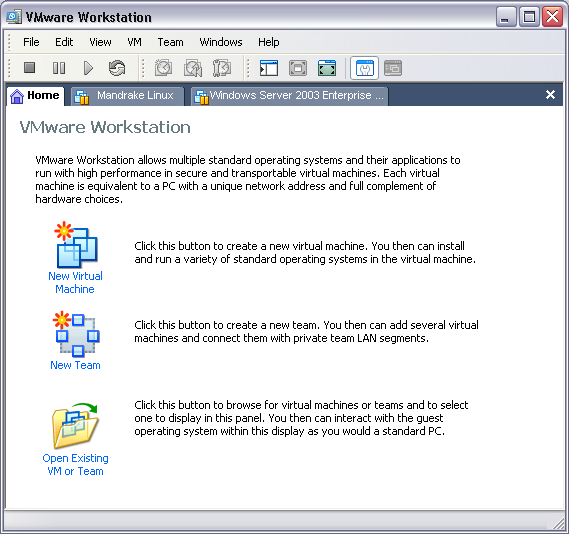 VMware Workstation
File Edit View VM Team Windows Help
Home Mandrake Linux Windows Server 2003 Enterprise ...
VMware Workstation
VMware Workstation allows multiple standard operating systems and their applications to
run with high performance in secure and transportable virtual machines. Each virtual
machine is equivalent to a PC with a unique network address and full complement of
hardware choices.
New Virtual
Machine
Click this button to create a new virtual machine. You then can install
and run a variety of standard operating systems in the virtual machine.
New Team
Click this button to create a new team. You then can add several virtual
machines and connect them with private team LAN segments.
Open Existing
VM or Team
Click this button to browse for virtual machines or teams and to select
one to display in this panel. You then can interact with the guest
operating system within this display as you would a standard PC.